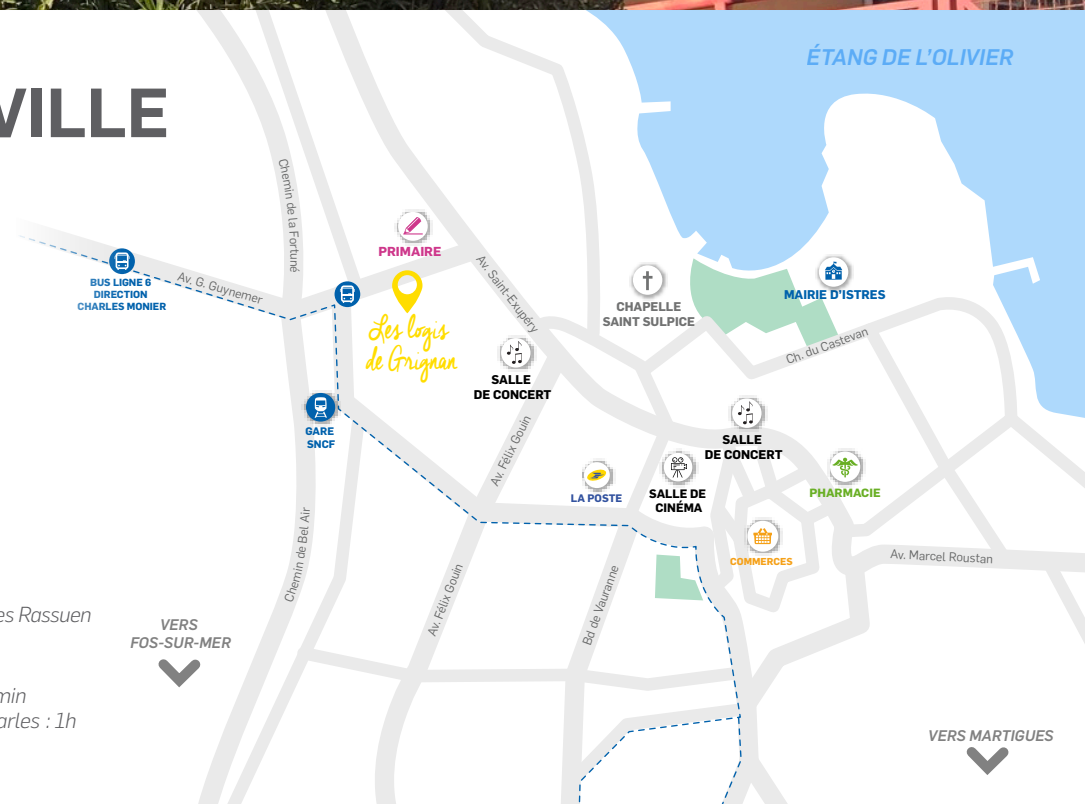 ÉTANG DE L'OLIVIER
VILLE
Chemin de la Fortuné
PRIMAIRE
Av. G. Guynemer
BUS LIGNE 6
DIRECTION
CHARLES MONIER
Av. Saint-Exupéry
CHAPELLE
SAINT SULPICE
MAIRIE D'ISTRES
Les logis
de Grignan
Ch. du Castevan
SALLE
DE CONCERT
GARE
SNCF
Av. Félix Gouin
SALLE
DE CONCERT
LA POSTE
SALLE DE
CINÉMA
PHARMACIE
COMMERCES
Av. Marcel Roustan
Chemin de Bel Air
Av. Félix Gouin
Bd de Vauranne
es Rassuen
VERS
FOS-SUR-MER
min
arles : 1h
VERS MARTIGUES